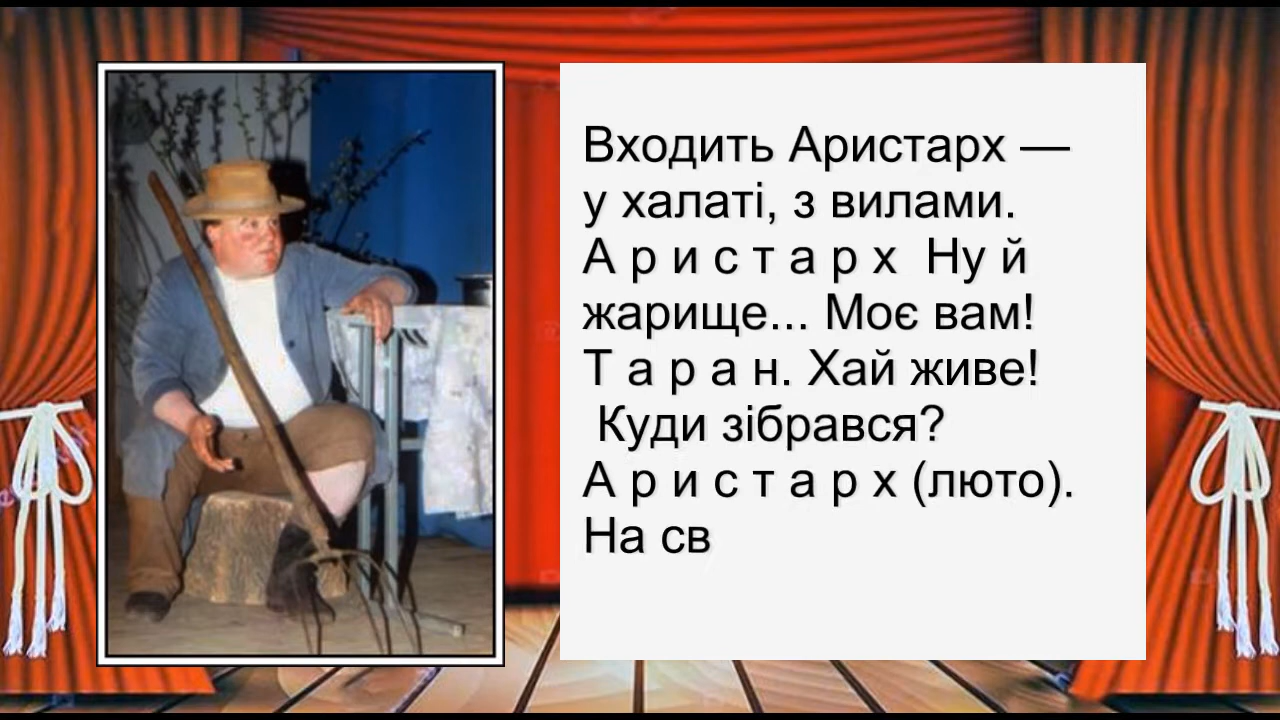 Входить Аристарх —
у халаті, з вилами.
А р и с т а р х  Ну й
жарище... Моє вам!
Т а р а н. Хай живе!
Куди зібрався?
А р и с т а р х (люто).
На св